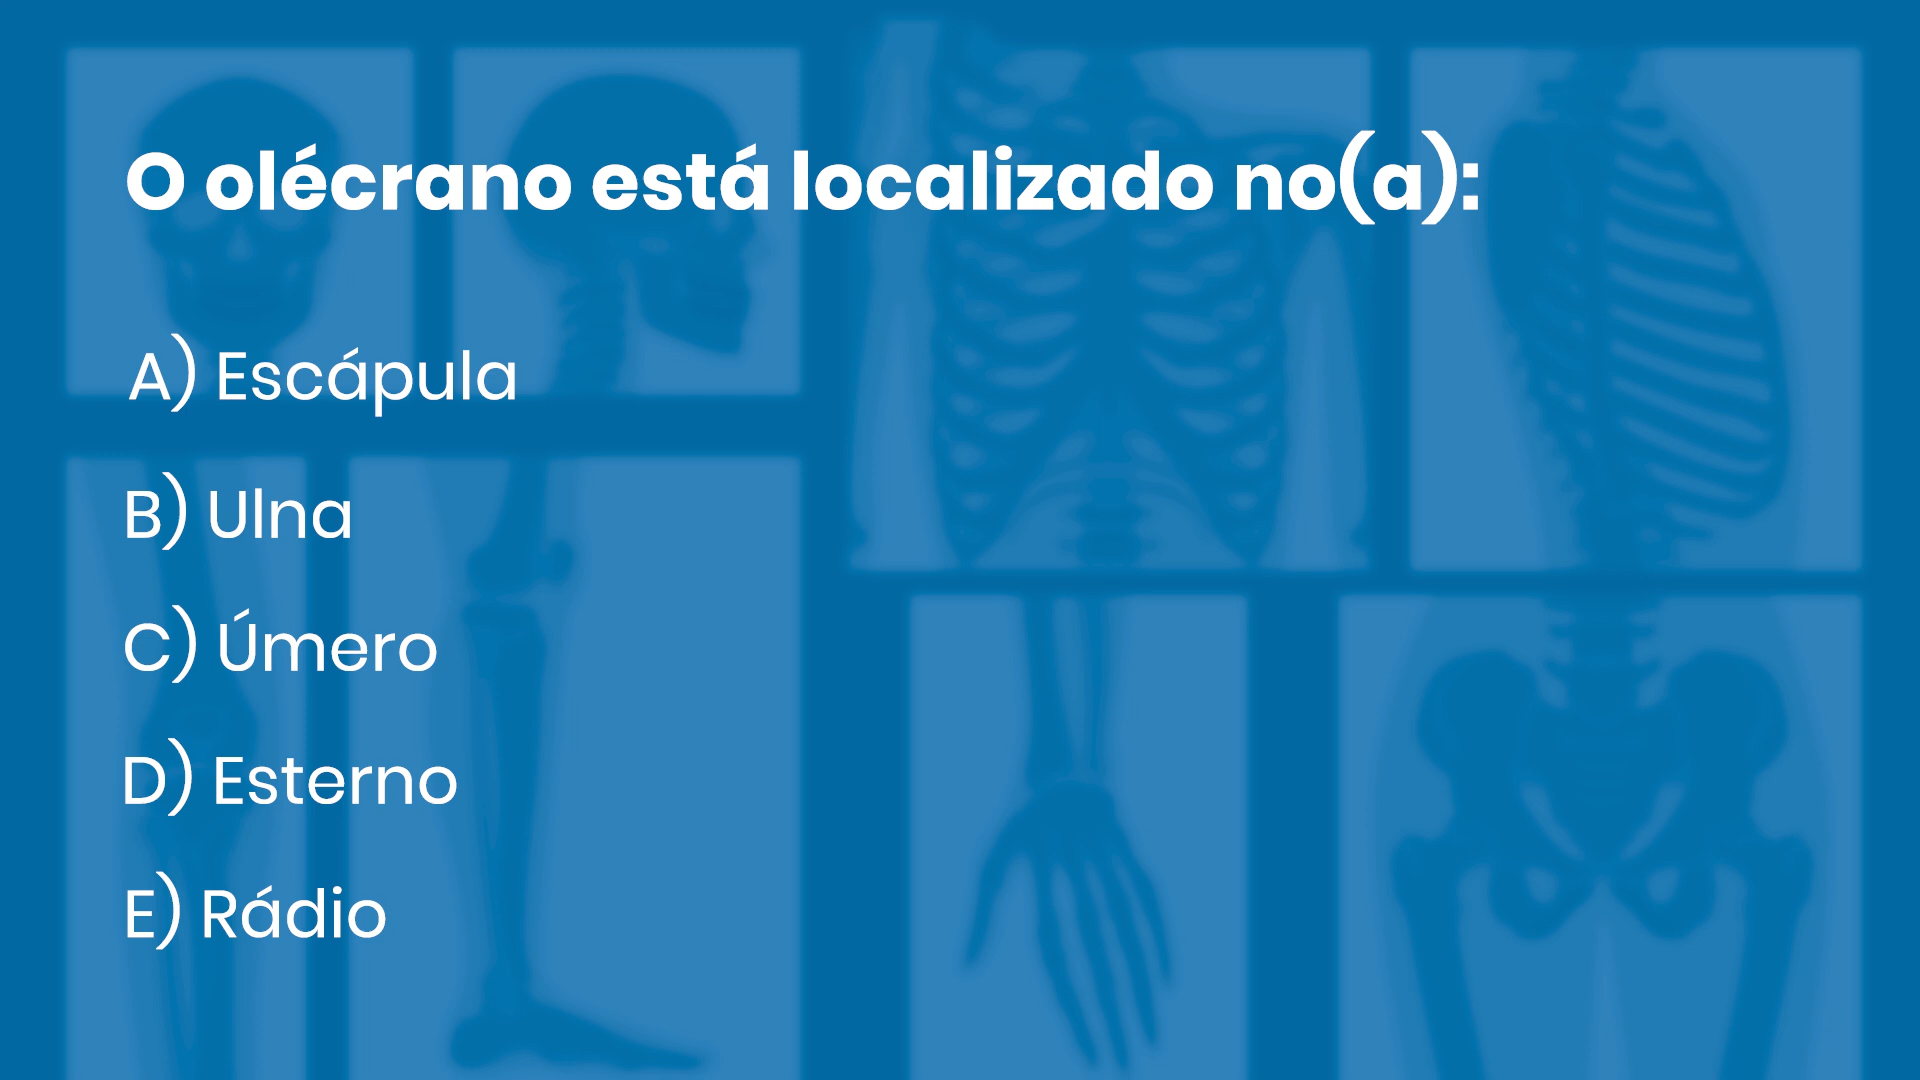 O olécrano está localizado no(a):
A) Escápula
B) Ulna
C) Úmero
D) Esterno
E) Rádio